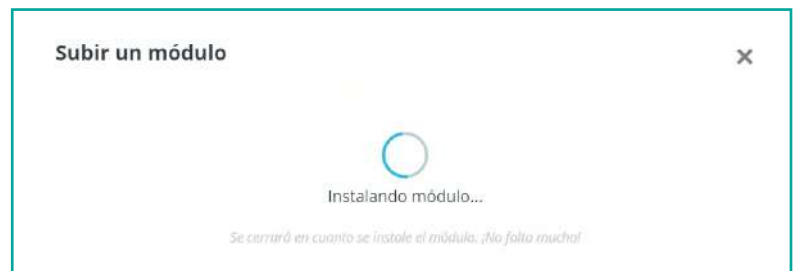 Subir un módulo
Instalando módulo...
Se cerrará en cuanto se instale el módulo. ¡No falta mucho!